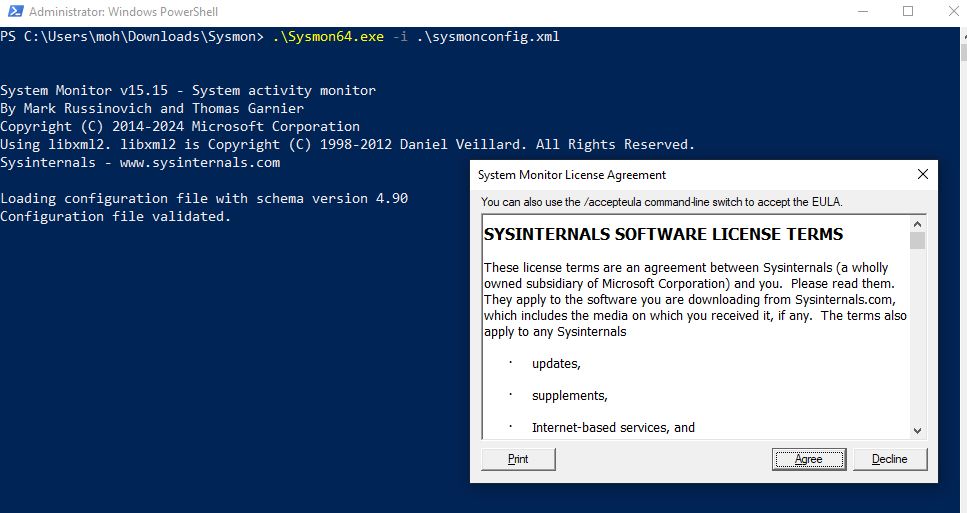 Administrator: Windows PowerShell
PS C:\Users\moh\Downloads\Sysmon> .\Sysmon64.exe -i .\sysmonconfig.xml
System Monitor v15.15 - System activity monitor
By Mark Russinovich and Thomas Garnier
Copyright (C) 2014-2024 Microsoft Corporation
Using libxml2. libxml2 is Copyright (C) 1998-2012 Daniel Veillard. All Rights Reserved.
Sysinternals - www.sysinternals.com
Loading configuration file with schema version 4.90
Configuration file validated.
System Monitor License Agreement
You can also use the /accepteula command-line switch to accept the EULA.
SYSINTERNALS SOFTWARE LICENSE TERMS
These license terms are an agreement between Sysinternals (a wholly
owned subsidiary of Microsoft Corporation) and you.  Please read them.
They apply to the software you are downloading from Sysinternals.com,
which includes the media on which you received it, if any.  The terms also
apply to any Sysinternals
· updates,
· supplements,
· Internet-based services, and
Print
Agree
Decline